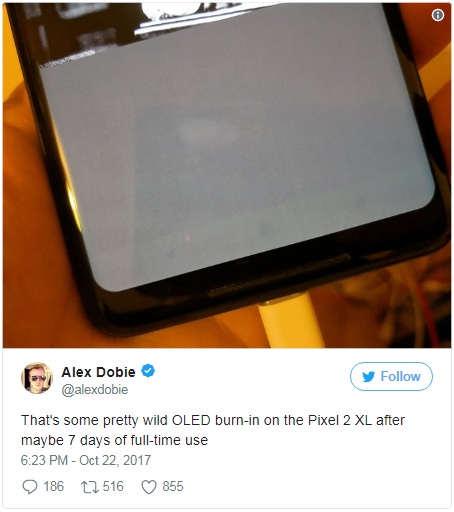 Alex Dobie
@alexdobie
Follow
That's some pretty wild OLED burn-in on the Pixel 2 XL after
maybe 7 days of full-time use
6:23 PM - Oct 22, 2017
186 516 855